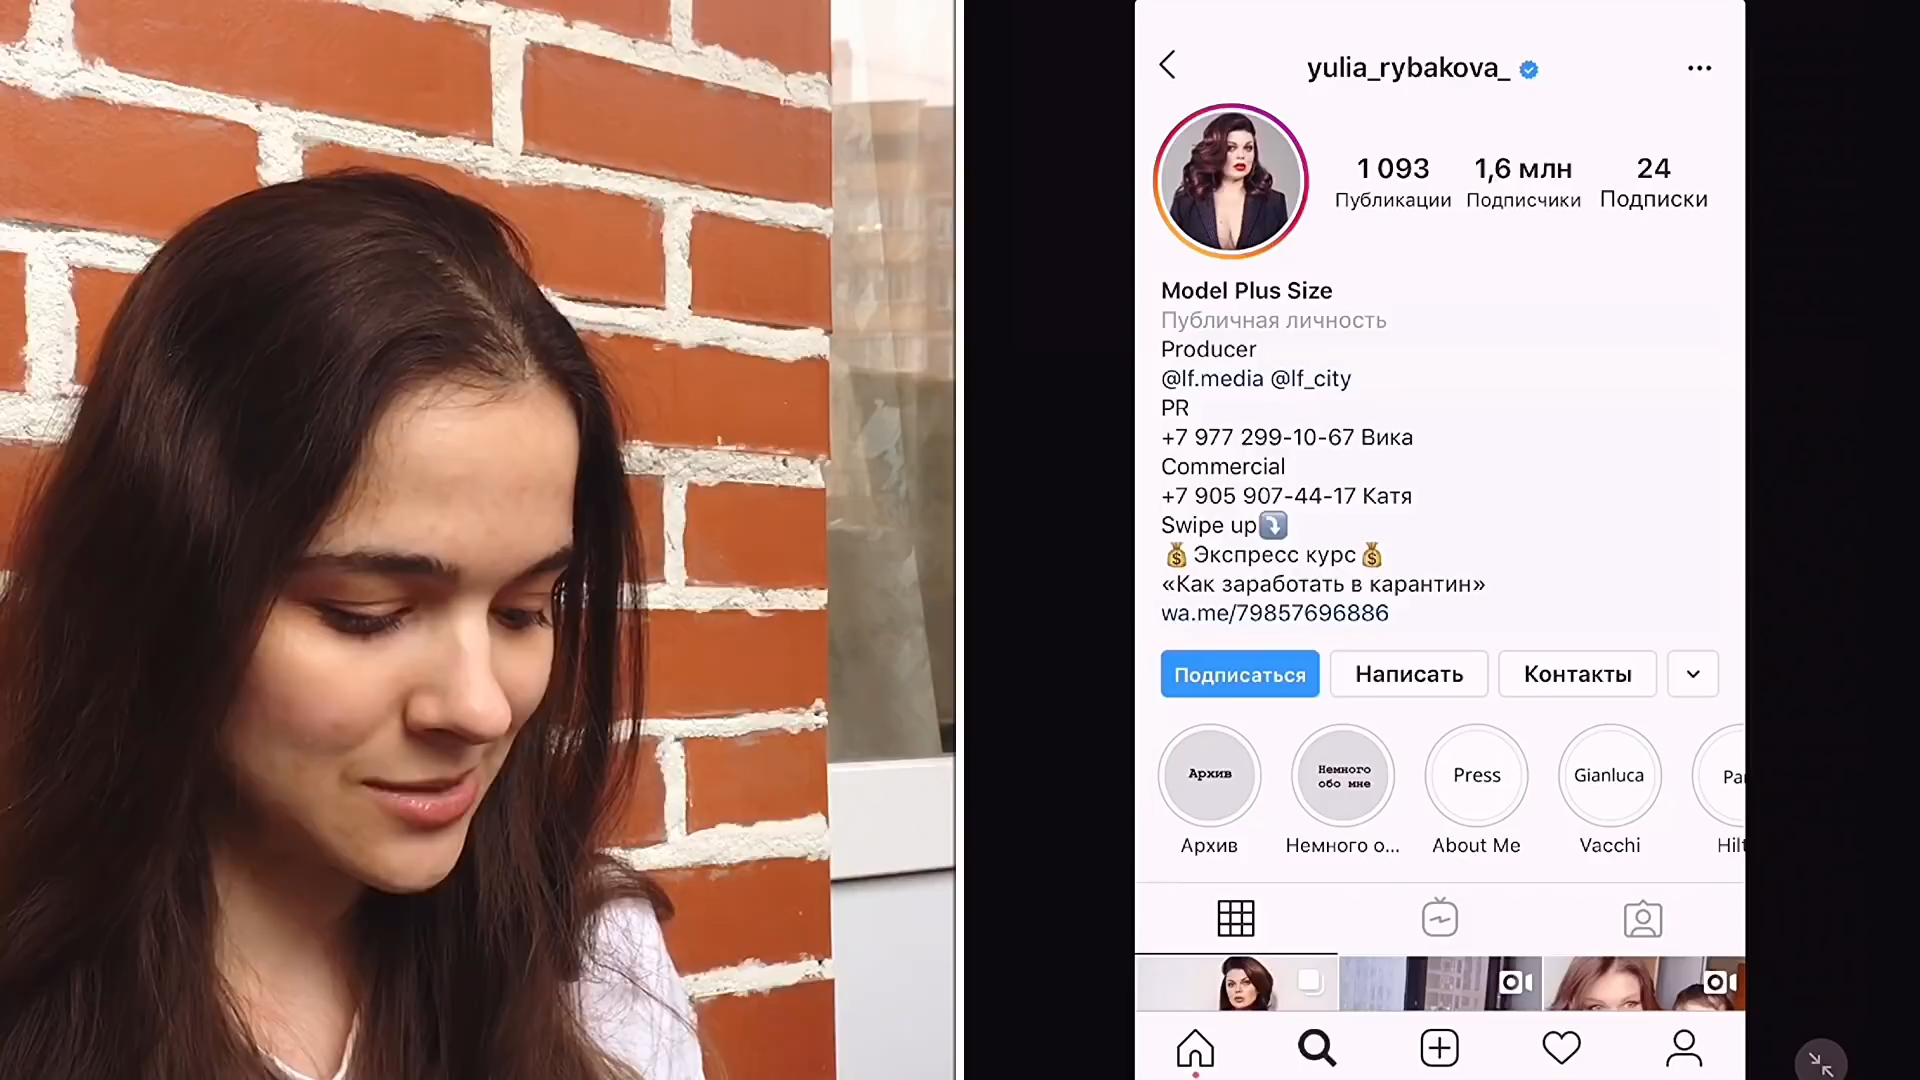 yulia_rybakova_
1 093 1,6 млн 24
Публикации Подписчики Подписки
Model Plus Size
Публичная личность
Producer
@lf.media @lf_city
PR
+7 977 299-10-67 Вика
Commercial
+7 905 907-44-17 Катя
Swipe up
Экспресс курс
«Как заработать в карантин»
wa.me/79857696886
Подписаться Написать Контакты
Архив
Немного
обо мне
Press
Gianluca
Par
Архив Немного о... About Me Vacchi Hilt